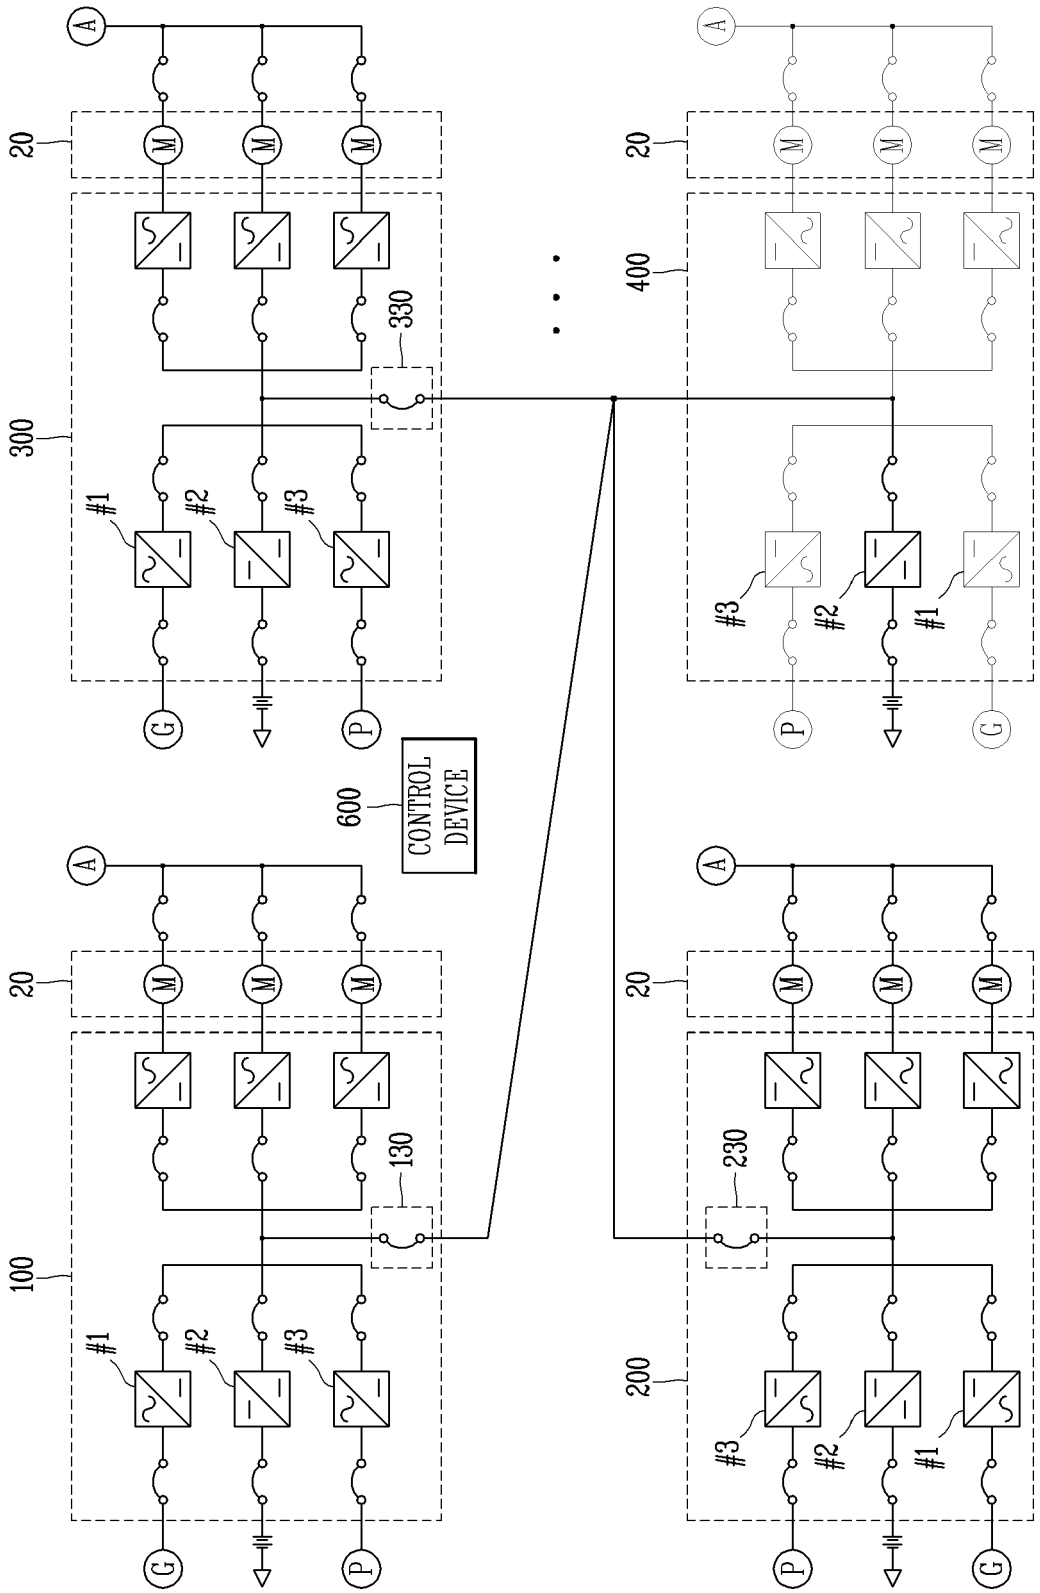 100 20 300 20
#1 A #1 A
G M G M
#2 #2
M M
#3 #3
600
P M P M
130 330
CONTROL
DEVICE
200 20 400 20
#3 230 A #3 A
P M P M
#2 #2
M M
#1 #1
G M G M